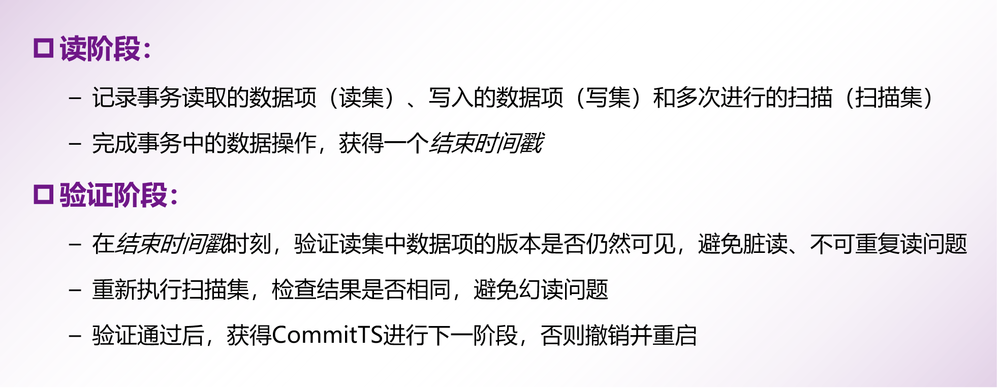 读阶段：
– 记录事务读取的数据项（读集）、写入的数据项（写集）和多次进行的扫描（扫描集）
– 完成事务中的数据操作，获得一个结束时间戳
验证阶段：
– 在结束时间戳时刻，验证读集中数据项的版本是否仍然可见，避免脏读、不可重复读问题
– 重新执行扫描集，检查结果是否相同，避免幻读问题
– 验证通过后，获得CommitTS进行下一阶段，否则撤销并重启